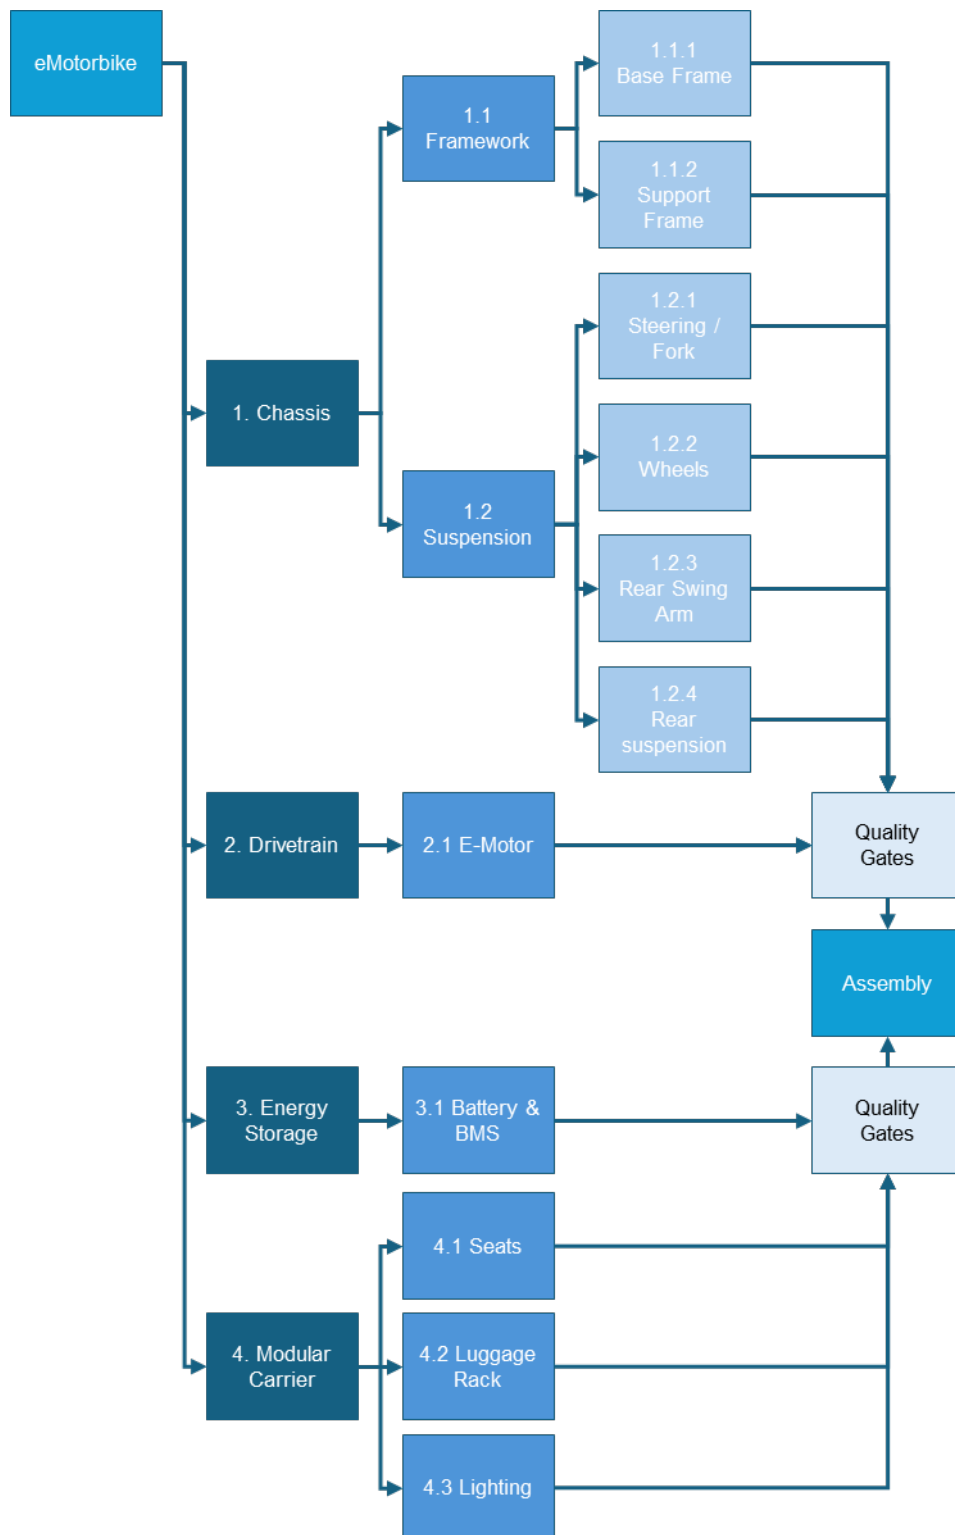 eMotorbike
1.1
Framework
1.1.1
Base Frame
1.1.2
Support
Frame
1. Chassis
1.2
Suspension
1.2.1
Steering /
Fork
1.2.2
Wheels
1.2.3
Rear Swing
Arm
1.2.4
Rear
suspension
2. Drivetrain
2.1 E-Motor
Quality
Gates
Assembly
3. Energy
Storage
3.1 Battery &
BMS
Quality
Gates
4. Modular
Carrier
4.1 Seats
4.2 Luggage
Rack
4.3 Lighting